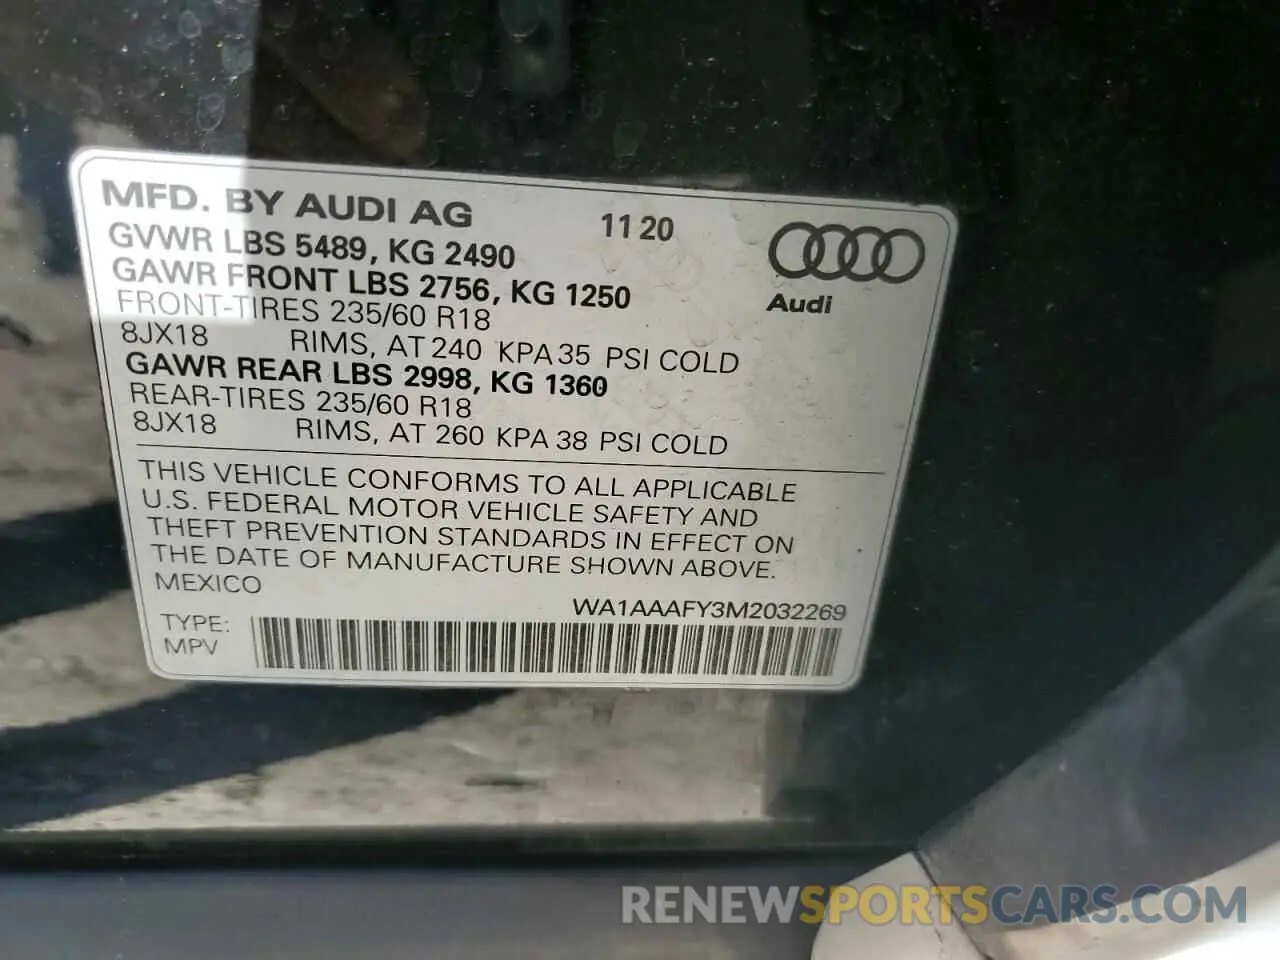 MFD. BY AUDI AG 11 20
GVWR LBS 5489, KG 2490
GAWR FRONT LBS 2756, KG 1250
Audi
FRONT-TIRES 235/60 R18
8JX18 RIMS, AT 240 KPA 35 PSI COLD
GAWR REAR LBS 2998, KG 1360
REAR-TIRES 235/60 R18
8JX18 RIMS, AT 260 KPA 38 PSI COLD
THIS VEHICLE CONFORMS TO ALL APPLICABLE
U.S. FEDERAL MOTOR VEHICLE SAFETY AND
THEFT PREVENTION STANDARDS IN EFFECT ON
THE DATE OF MANUFACTURE SHOWN ABOVE.
MEXICO
WA1AAAFY3M2032269
TYPE:
MPV
RENEWSPORTSCARS.COM